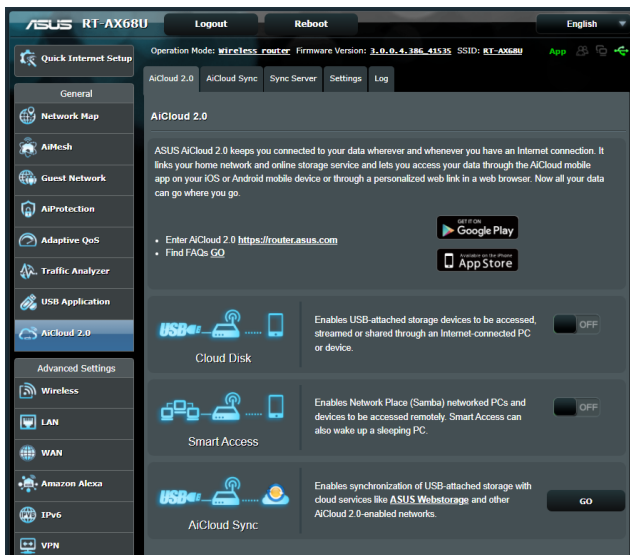 ASUS RT-AX68U Logout Reboot English
Quick Internet Setup
General
Network Map
AiMesh
Guest Network
AiProtection
Adaptive QoS
Traffic Analyzer
USB Application
AiCloud 2.0
Advanced Settings
Wireless
LAN
WAN
Amazon Alexa
IPv6
VPN
Operation Mode: Wireless router Firmware Version: 3.0.0.4.386_41535 SSID: RT-AX68U App
AiCloud 2.0 AiCloud Sync Sync Server Settings Log
AiCloud 2.0
ASUS AiCloud 2.0 keeps you connected to your data wherever and whenever you have an Internet connection. It
links your home network and online storage service and lets you access your data through the AiCloud mobile
app on your iOS or Android mobile device or through a personalized web link in a web browser. Now all your data
can go where you go.
• Enter AiCloud 2.0 https://router.asus.com
• Find FAQs GO
GET IT ON
Google Play
Available on the iPhone
App Store
USB
Cloud Disk
Enables USB-attached storage devices to be accessed,
streamed or shared through an Internet-connected PC
or device.
OFF
Smart Access
Enables Network Place (Samba) networked PCs and
devices to be accessed remotely. Smart Access can
also wake up a sleeping PC.
OFF
USB
AiCloud Sync
Enables synchronization of USB-attached storage with
cloud services like ASUS Webstorage and other
AiCloud 2.0-enabled networks.
GO